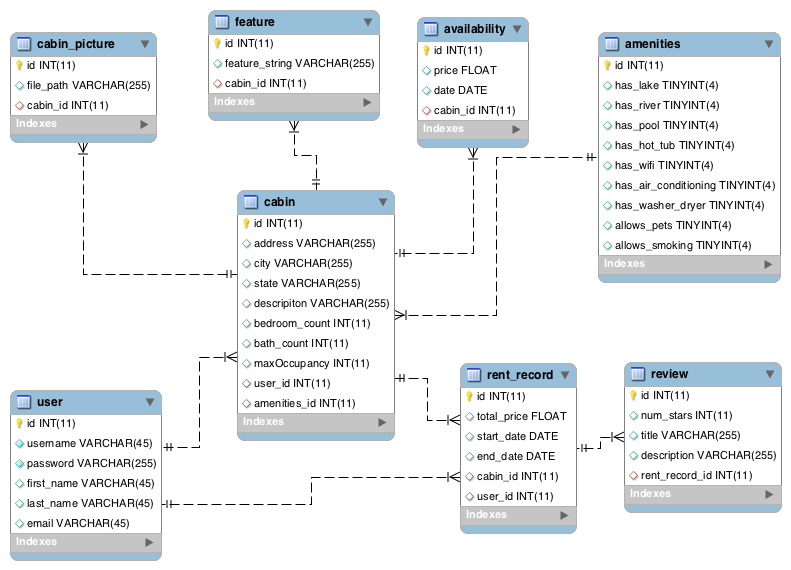 cabin_picture
id INT(11)
file_path VARCHAR(255)
cabin_id INT(11)
Indexes
feature
id INT(11)
feature_string VARCHAR(255)
cabin_id INT(11)
Indexes
availability
id INT(11)
price FLOAT
date DATE
cabin_id INT(11)
Indexes
amenities
id INT(11)
has_lake TINYINT(4)
has_river TINYINT(4)
has_pool TINYINT(4)
has_hot_tub TINYINT(4)
has_wifi TINYINT(4)
has_air_conditioning TINYINT(4)
has_washer_dryer TINYINT(4)
allows_pets TINYINT(4)
allows_smoking TINYINT(4)
Indexes
cabin
id INT(11)
address VARCHAR(255)
city VARCHAR(255)
state VARCHAR(255)
descripiton VARCHAR(255)
bedroom_count INT(11)
bath_count INT(11)
maxOccupancy INT(11)
user_id INT(11)
amenities_id INT(11)
Indexes
user
id INT(11)
username VARCHAR(45)
password VARCHAR(255)
first_name VARCHAR(45)
last_name VARCHAR(45)
email VARCHAR(45)
Indexes
rent_record
id INT(11)
total_price FLOAT
start_date DATE
end_date DATE
cabin_id INT(11)
user_id INT(11)
Indexes
review
id INT(11)
num_stars INT(11)
title VARCHAR(255)
description VARCHAR(255)
rent_record_id INT(11)
Indexes